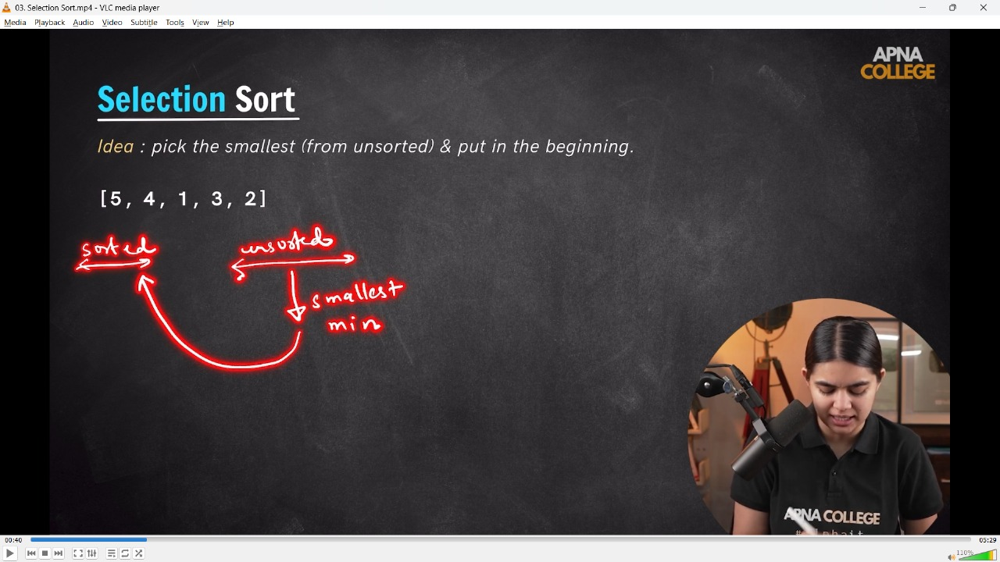 03. Selection Sort.mp4 - VLC media player
Media Playback Audio Video Subtitle Tools View Help
APNA
COLLEGE
Selection Sort
Idea : pick the smallest (from unsorted) & put in the beginning.
[5, 4, 1, 3, 2]
sorted unsorted
smallest
min
APNA COLLEGE
00:40 05:29
110%